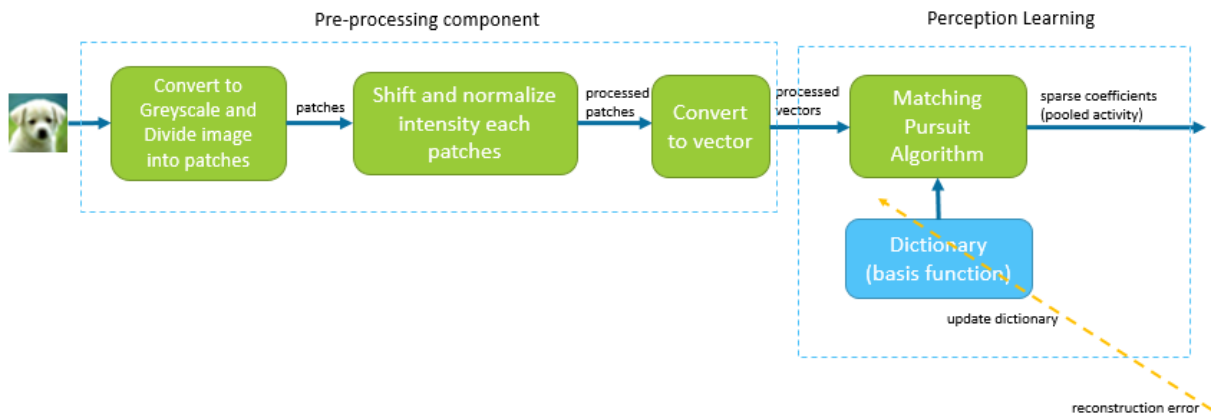 Pre-processing component
Perception Learning
Convert to
Greyscale and
Divide image
into patches
patches
Shift and normalize
intensity each
patches
processed
patches
Convert
to vector
processed
vectors
Matching
Pursuit
Algorithm
sparse coefficients
(pooled activity)
Dictionary
(basis function)
update dictionary
reconstruction error